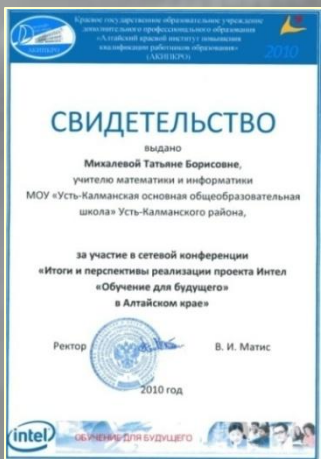 Краевое государственное образовательное учреждение
дополнительного профессионального образования
«Алтайский краевой институт повышения
квалификации работников образования»
(АКИПКРО)
АКИПКРО
2010
СВИДЕТЕЛЬСТВО
выдано
Михалевой Татьяне Борисовне,
учителю математики и информатики
МОУ «Усть-Калманская основная общеобразовательная
школа» Усть-Калманского района,
за участие в сетевой конференции
«Итоги и перспективы реализации проекта Интел
«Обучение для будущего»
в Алтайском крае»
Ректор В. И. Матис
2010 год
intel
ОБУЧЕНИЕ ДЛЯ БУДУЩЕГО